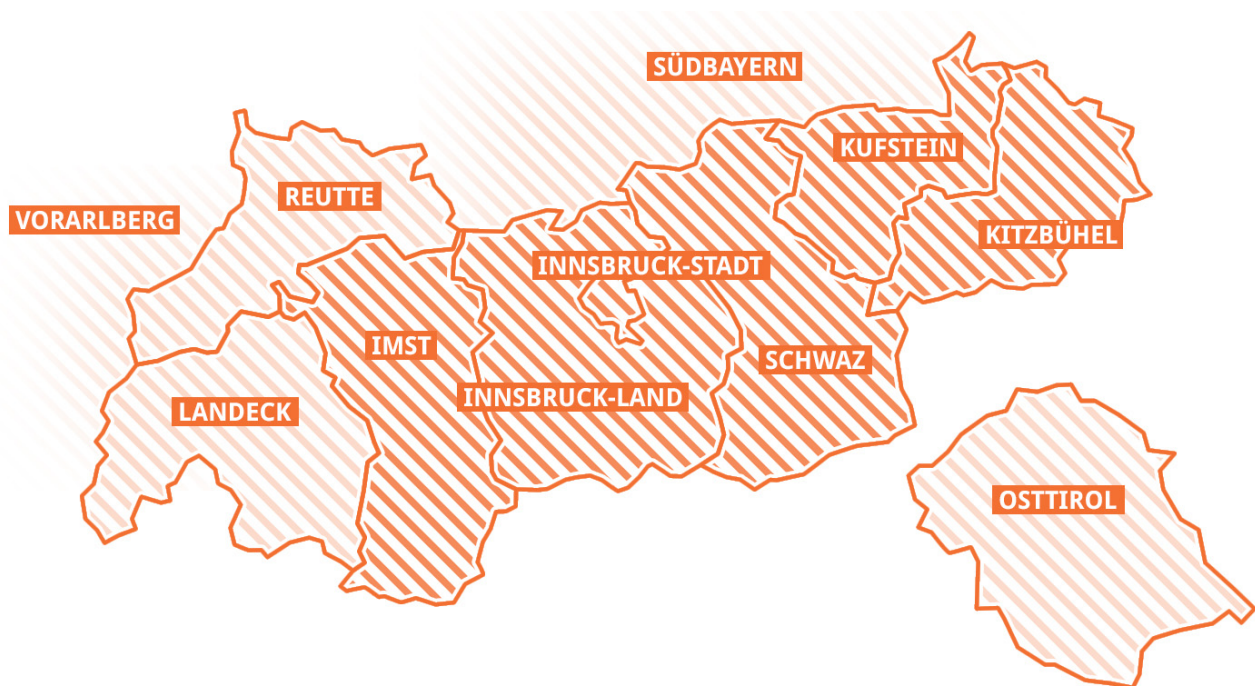 SÜDBAYERN
KUFSTEIN
REUTTE
VORARLBERG
KITZBÜHEL
INNSBRUCK-STADT
IMST
SCHWAZ
INNSBRUCK-LAND
LANDECK
OSTTIROL